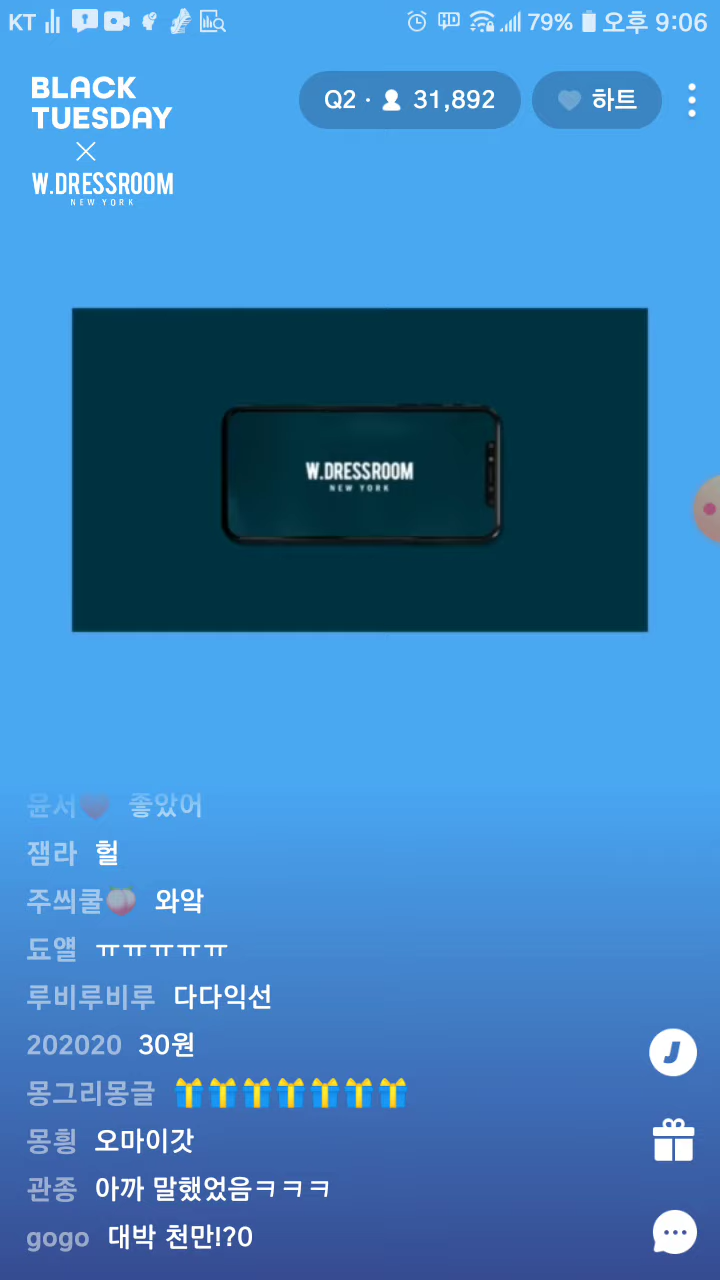 KT 79% 오후 9:06
BLACK
TUESDAY
Q2 · 31,892
하트
W.DRESSROOM
NEW YORK
W.DRESSROOM
NEW YORK
윤서❤️ 좋았어
잼라 헐
주씌쿨🍑 와앜
됴얠 ㅠㅠㅠㅠㅠ
루비루비루 다다익선
202020 30원
몽그리몽글 🎁🎁🎁🎁🎁🎁🎁
몽횡 오마이갓
관종 아까 말했었음ㅋㅋㅋ
gogo 대박 천만!?0
J